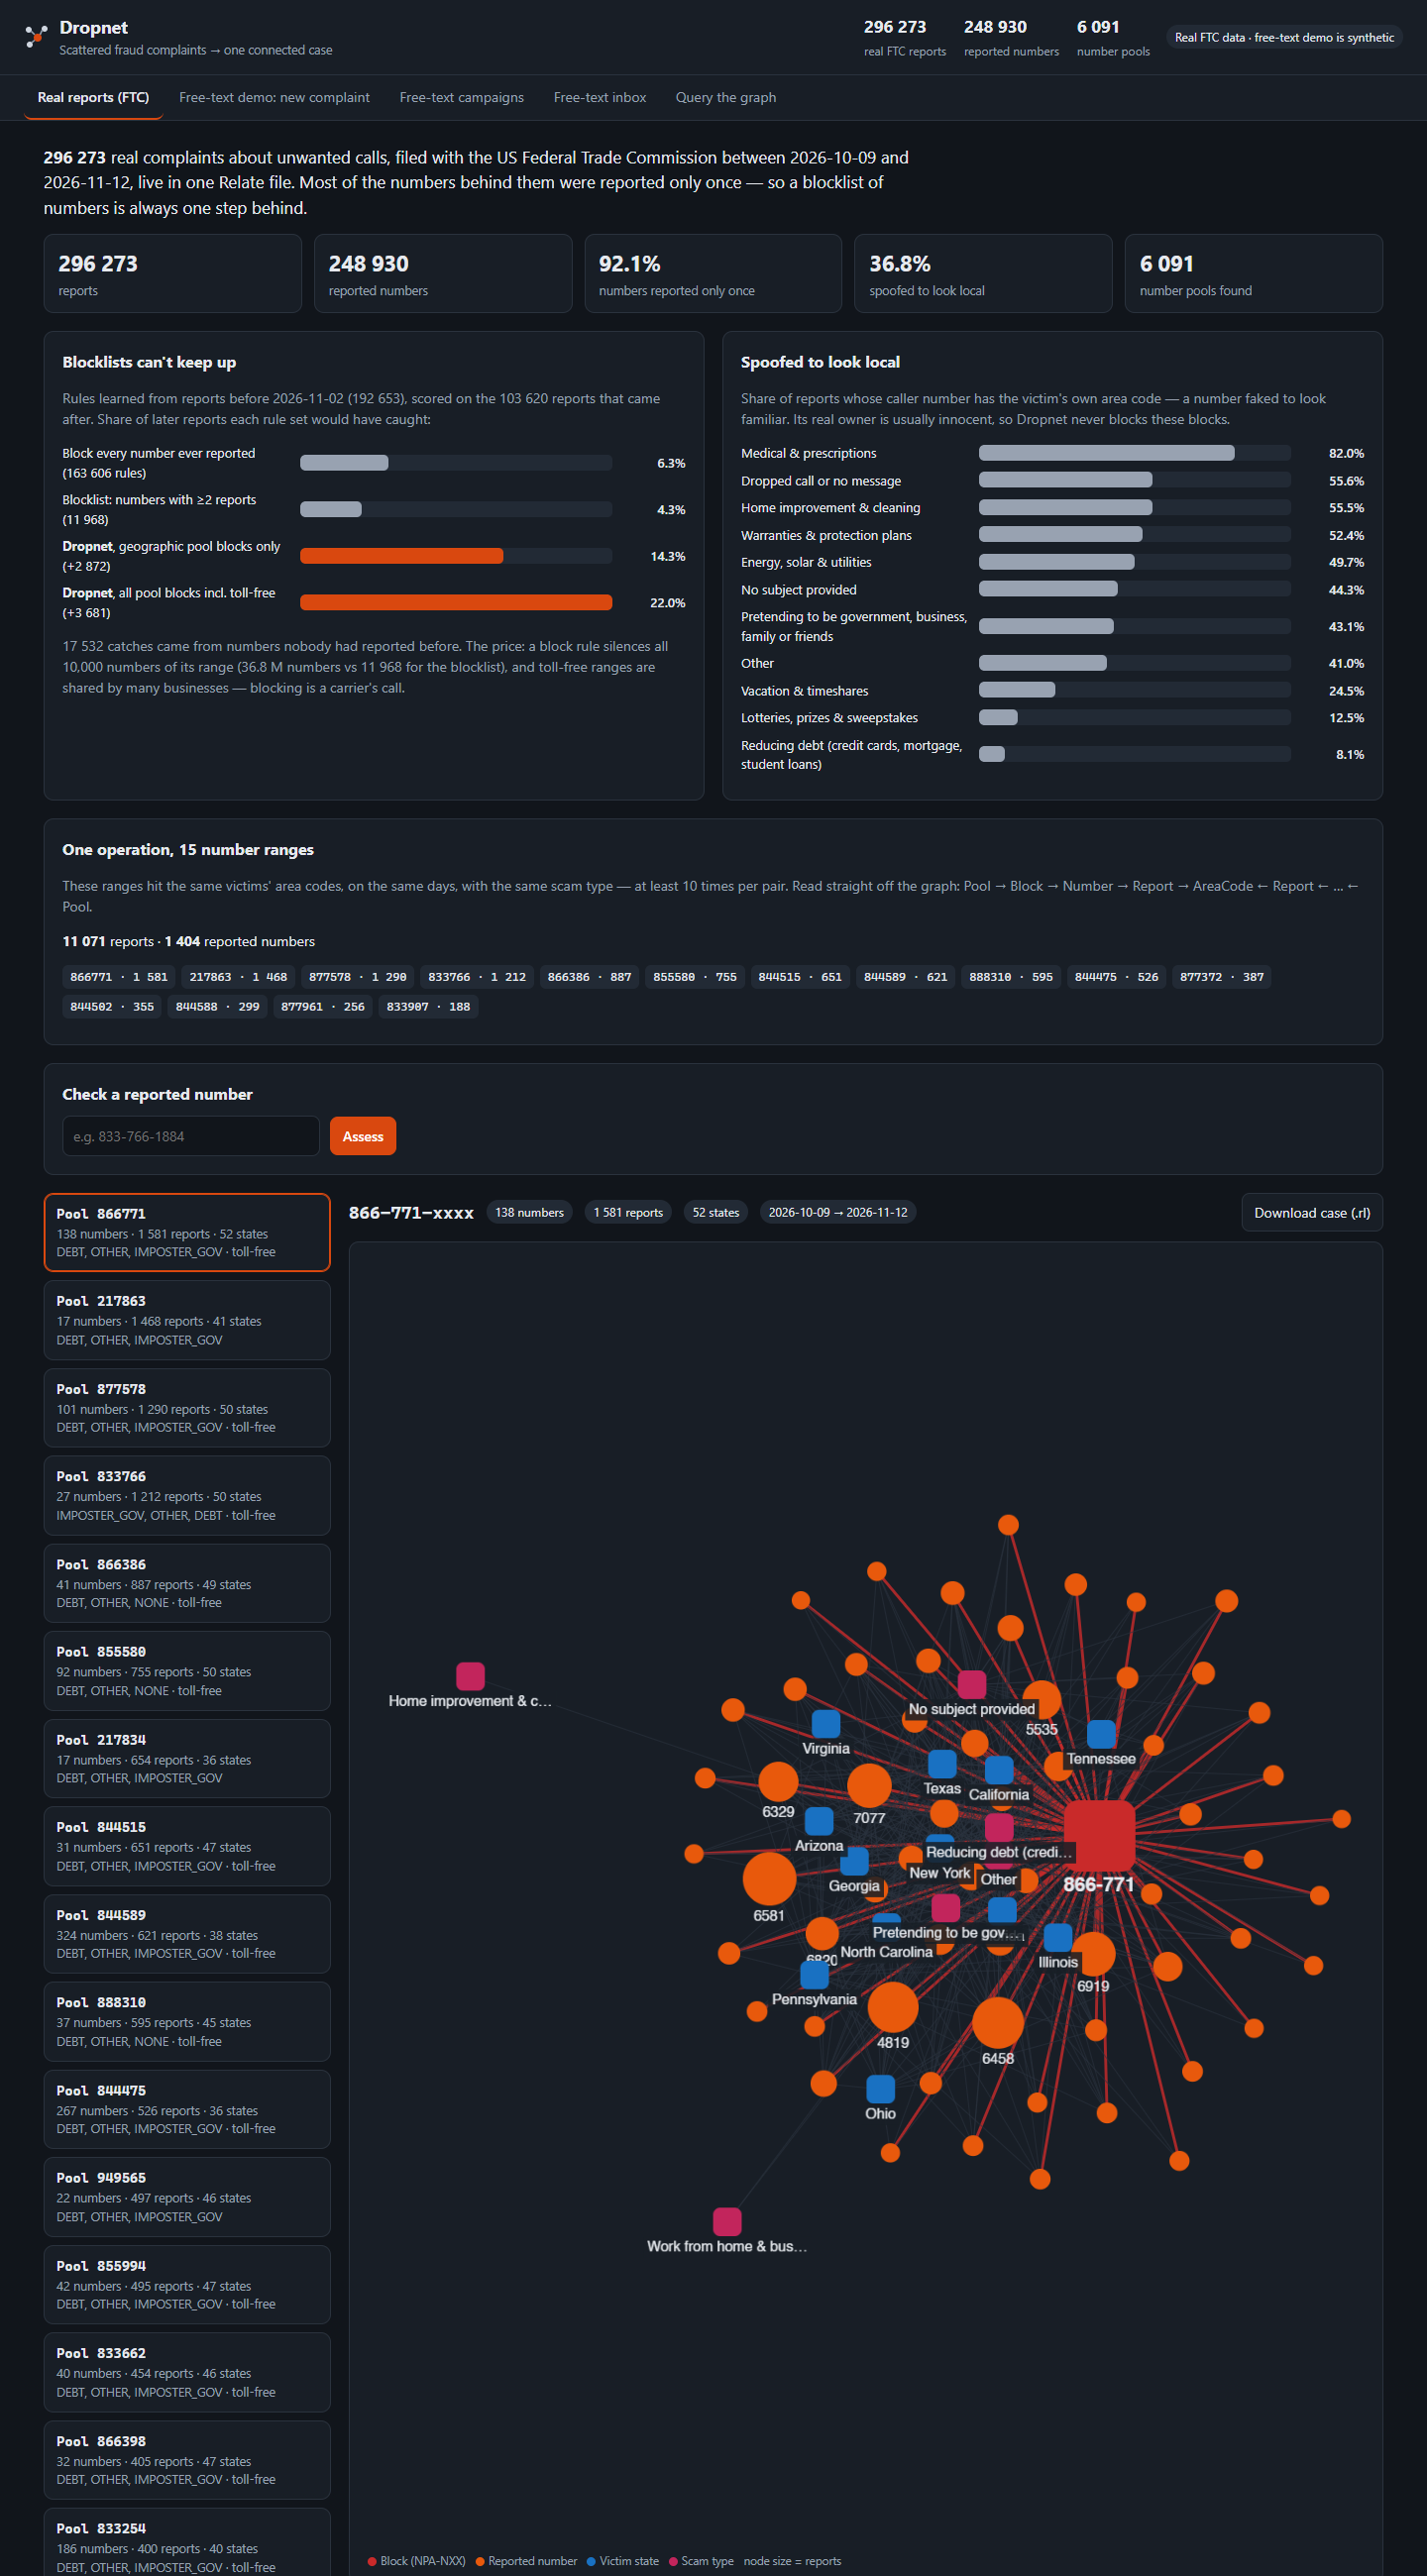 Dropnet
Scattered fraud complaints → one connected case
296 273
real FTC reports
248 930
reported numbers
6 091
number pools
Real FTC data · free-text demo is synthetic
Real reports (FTC)
Free-text demo: new complaint
Free-text campaigns
Free-text inbox
Query the graph
296 273 real complaints about unwanted calls, filed with the US Federal Trade Commission between 2026-10-09 and
2026-11-12, live in one Relate file. Most of the numbers behind them were reported only once — so a blocklist of
numbers is always one step behind.
296 273
reports
248 930
reported numbers
92.1%
numbers reported only once
36.8%
spoofed to look local
6 091
number pools found
Blocklists can't keep up
Rules learned from reports before 2026-11-02 (192 653), scored on the 103 620 reports that came
after. Share of later reports each rule set would have caught:
Block every number ever reported
(163 606 rules)
6.3%
Blocklist: numbers with ≥2 reports
(11 968)
4.3%
Dropnet, geographic pool blocks only
(+2 872)
14.3%
Dropnet, all pool blocks incl. toll-free
(+3 681)
22.0%
17 532 catches came from numbers nobody had reported before. The price: a block rule silences all
10,000 numbers of its range (36.8 M numbers vs 11 968 for the blocklist), and toll-free ranges are
shared by many businesses — blocking is a carrier's call.
Spoofed to look local
Share of reports whose caller number has the victim's own area code — a number faked to look
familiar. Its real owner is usually innocent, so Dropnet never blocks these blocks.
Medical & prescriptions
82.0%
Dropped call or no message
55.6%
Home improvement & cleaning
55.5%
Warranties & protection plans
52.4%
Energy, solar & utilities
49.7%
No subject provided
44.3%
Pretending to be government, business,
family or friends
43.1%
Other
41.0%
Vacation & timeshares
24.5%
Lotteries, prizes & sweepstakes
12.5%
Reducing debt (credit cards, mortgage,
student loans)
8.1%
One operation, 15 number ranges
These ranges hit the same victims' area codes, on the same days, with the same scam type — at least 10 times per pair. Read straight off the graph: Pool → Block → Number → Report → AreaCode ← Report ← ... ←
Pool.
11 071 reports · 1 404 reported numbers
866771 · 1 581
217863 · 1 468
877578 · 1 290
833766 · 1 212
866386 · 887
855580 · 755
844515 · 651
844589 · 621
888310 · 595
844475 · 526
877372 · 387
844502 · 355
844588 · 299
877961 · 256
833907 · 188
Check a reported number
e.g. 833-766-1884
Assess
Pool 866771
138 numbers · 1 581 reports · 52 states
DEBT, OTHER, IMPOSTER_GOV · toll-free
Pool 217863
17 numbers · 1 468 reports · 41 states
DEBT, OTHER, IMPOSTER_GOV
Pool 877578
101 numbers · 1 290 reports · 50 states
DEBT, OTHER, IMPOSTER_GOV · toll-free
Pool 833766
27 numbers · 1 212 reports · 50 states
IMPOSTER_GOV, OTHER, DEBT · toll-free
Pool 866386
41 numbers · 887 reports · 49 states
DEBT, OTHER, NONE · toll-free
Pool 855580
92 numbers · 755 reports · 50 states
DEBT, OTHER, NONE · toll-free
Pool 217834
17 numbers · 654 reports · 36 states
DEBT, OTHER, IMPOSTER_GOV
Pool 844515
31 numbers · 651 reports · 47 states
DEBT, OTHER, IMPOSTER_GOV · toll-free
Pool 844589
324 numbers · 621 reports · 38 states
DEBT, OTHER, IMPOSTER_GOV · toll-free
Pool 888310
37 numbers · 595 reports · 45 states
DEBT, OTHER, NONE · toll-free
Pool 844475
267 numbers · 526 reports · 36 states
DEBT, OTHER, IMPOSTER_GOV · toll-free
Pool 949565
22 numbers · 497 reports · 46 states
DEBT, OTHER, IMPOSTER_GOV
Pool 855994
42 numbers · 495 reports · 47 states
DEBT, OTHER, IMPOSTER_GOV · toll-free
Pool 833662
40 numbers · 454 reports · 46 states
DEBT, OTHER, IMPOSTER_GOV · toll-free
Pool 866398
32 numbers · 405 reports · 47 states
DEBT, OTHER, IMPOSTER_GOV · toll-free
Pool 833254
186 numbers · 400 reports · 40 states
DEBT, OTHER, IMPOSTER_GOV · toll-free
866-771-xxxx
138 numbers
1 581 reports
52 states
2026-10-09 → 2026-11-12
Download case (.rl)
Home improvement & c...
No subject provided
5535
Virginia
Tennessee
Texas
California
6329
7077
Arizona
Reducing debt (credi...
New York
Other
Georgia
866-771
6581
Pretending to be gov...
North Carolina
6820
Illinois
6919
Pennsylvania
4819
6458
Ohio
Work from home & bus...
Block (NPA-NXX)
Reported number
Victim state
Scam type
node size = reports